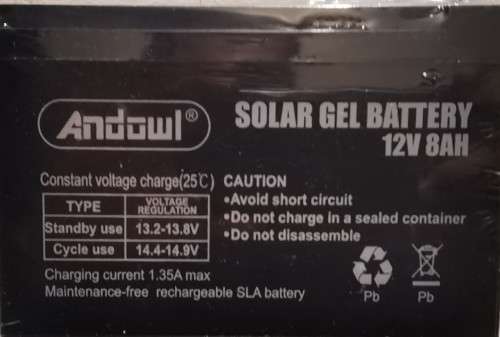 Andowl®
SOLAR GEL BATTERY
12V 8AH
Constant voltage charge(25℃)
TYPE VOLTAGE REGULATION
Standby use 13.2-13.8V
Cycle use 14.4-14.9V
Charging current 1.35A max
Maintenance-free rechargeable SLA battery
CAUTION
•Avoid short circuit
•Do not charge in a sealed container
•Do not disassemble
Pb Pb